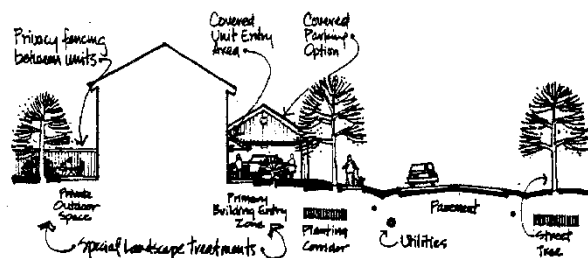 Privacy fencing
between units
Covered
Unit Entry
Area
Covered
Parking
Option
Private
Outdoor
Space
Primary
Building Entry
Zone
Planting
Corridor
Pavement
Utilities
Street
Tree
Special Landscape Treatments